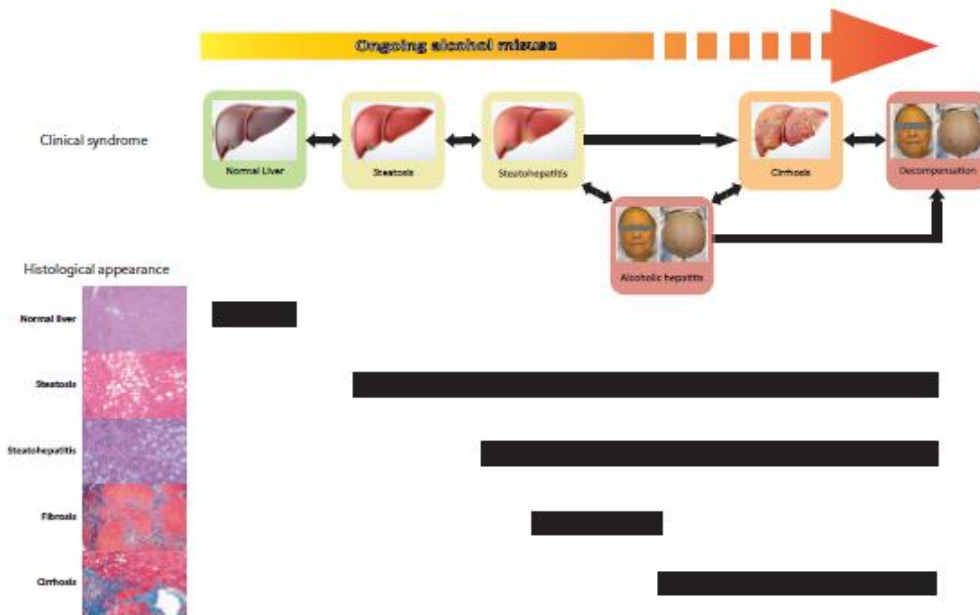 Ongoing alcohol misuse
Clinical syndrome
Normal Liver
Steatosis
Steatohepatitis
Cirrhosis
Decompensation
Alcoholic hepatitis
Histological appearance
Normal liver
Steatosis
Steatohepatitis
Fibrosis
Cirrhosis